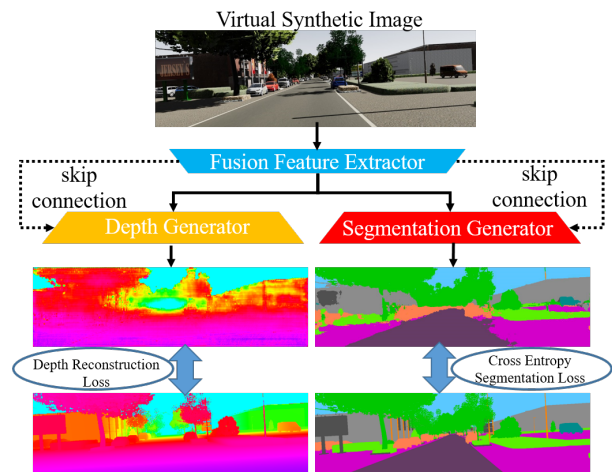 Virtual Synthetic Image
Fusion Feature Extractor
skip
connection
skip
connection
Depth Generator
Segmentation Generator
Depth Reconstruction
Loss
Cross Entropy
Segmentation Loss